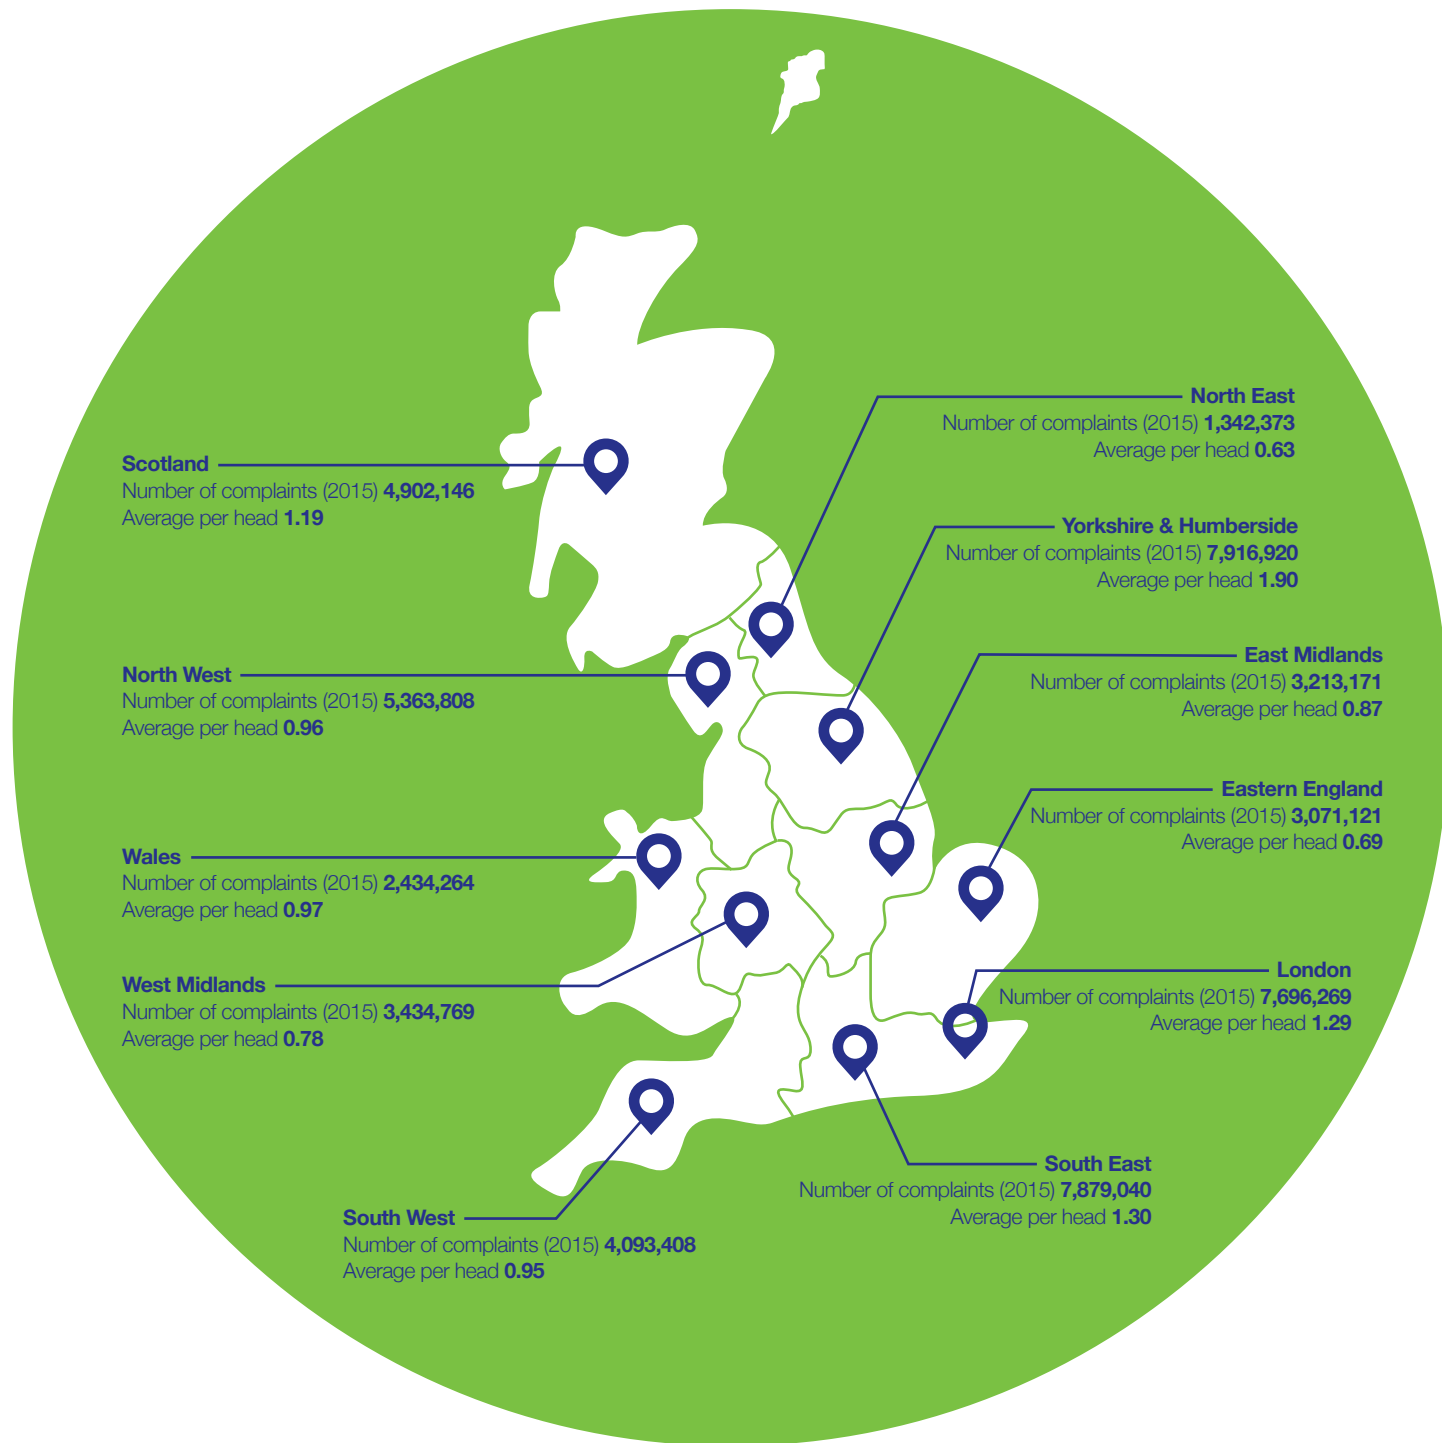 Scotland
Number of complaints (2015) 4,902,146
Average per head 1.19
North West
Number of complaints (2015) 5,363,808
Average per head 0.96
Wales
Number of complaints (2015) 2,434,264
Average per head 0.97
West Midlands
Number of complaints (2015) 3,434,769
Average per head 0.78
South West
Number of complaints (2015) 4,093,408
Average per head 0.95
North East
Number of complaints (2015) 1,342,373
Average per head 0.63
Yorkshire & Humberside
Number of complaints (2015) 7,916,920
Average per head 1.90
East Midlands
Number of complaints (2015) 3,213,171
Average per head 0.87
Eastern England
Number of complaints (2015) 3,071,121
Average per head 0.69
London
Number of complaints (2015) 7,696,269
Average per head 1.29
South East
Number of complaints (2015) 7,879,040
Average per head 1.30